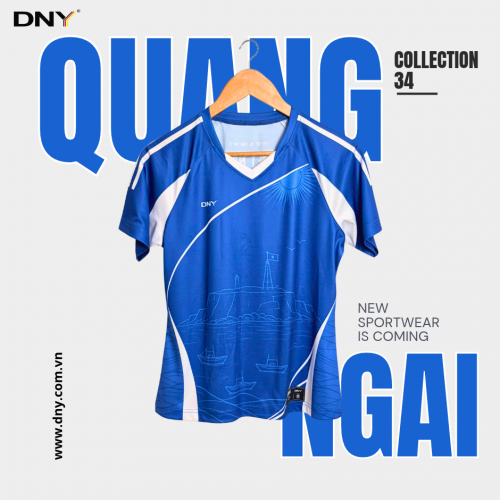 DNY
QUANG
COLLECTION
34
DNY
NEW
SPORTWEAR
IS COMING
NGAI
www.dny.com.vn